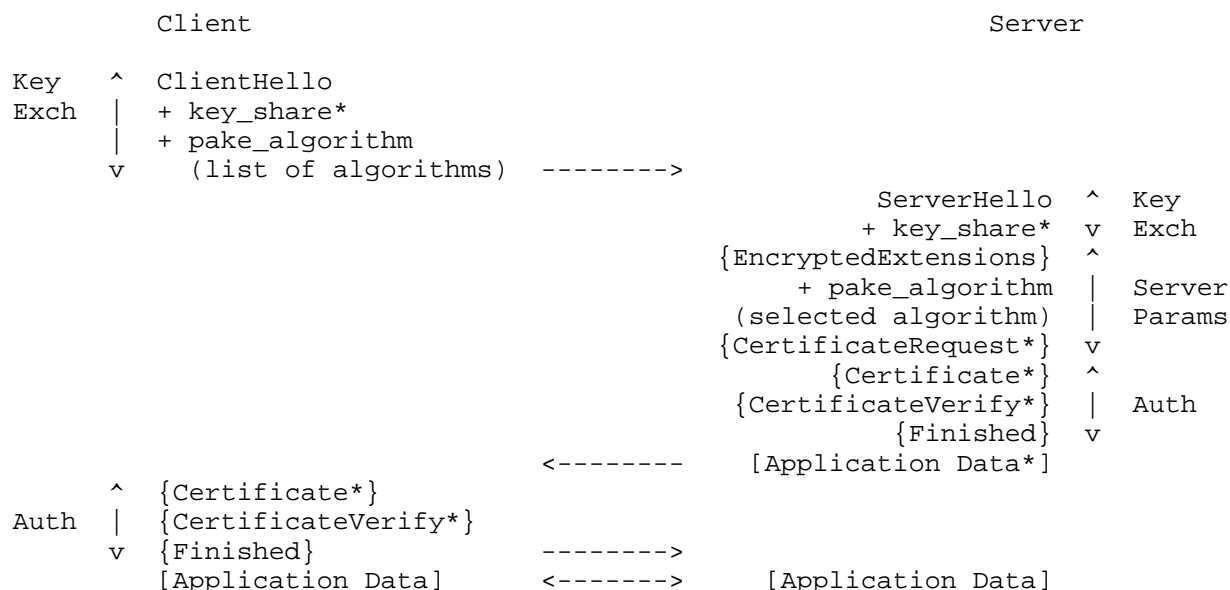 Client                                              Server

Key   ^  ClientHello
Exch  |  + key_share*
      |  + pake_algorithm
      v    (list of algorithms)  -------->
                                                      ServerHello  ^  Key
                                                     + key_share*  v  Exch
                                            {EncryptedExtensions}  ^
                                                 + pake_algorithm  |  Server
                                             (selected algorithm)  |  Params
                                            {CertificateRequest*}  v
                                                   {Certificate*}  ^
                                             {CertificateVerify*}  |  Auth
                                                       {Finished}  v
                                 <--------    [Application Data*]
      ^  {Certificate*}
Auth  |  {CertificateVerify*}
      v  {Finished}              -------->
         [Application Data]      <------->     [Application Data]